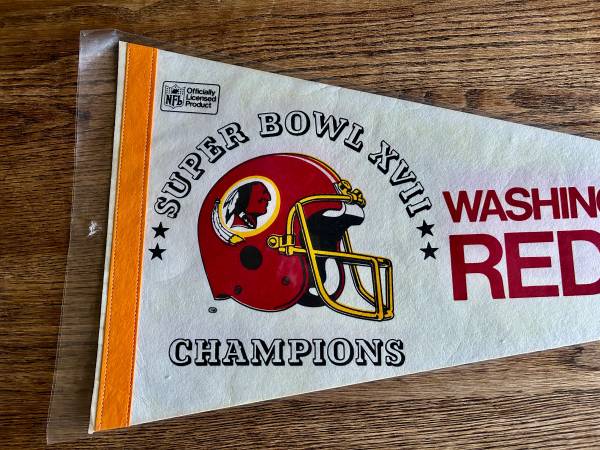 NFL
Officially
Licensed
Product
SUPER BOWL XVII
CHAMPIONS
WASHING
RED